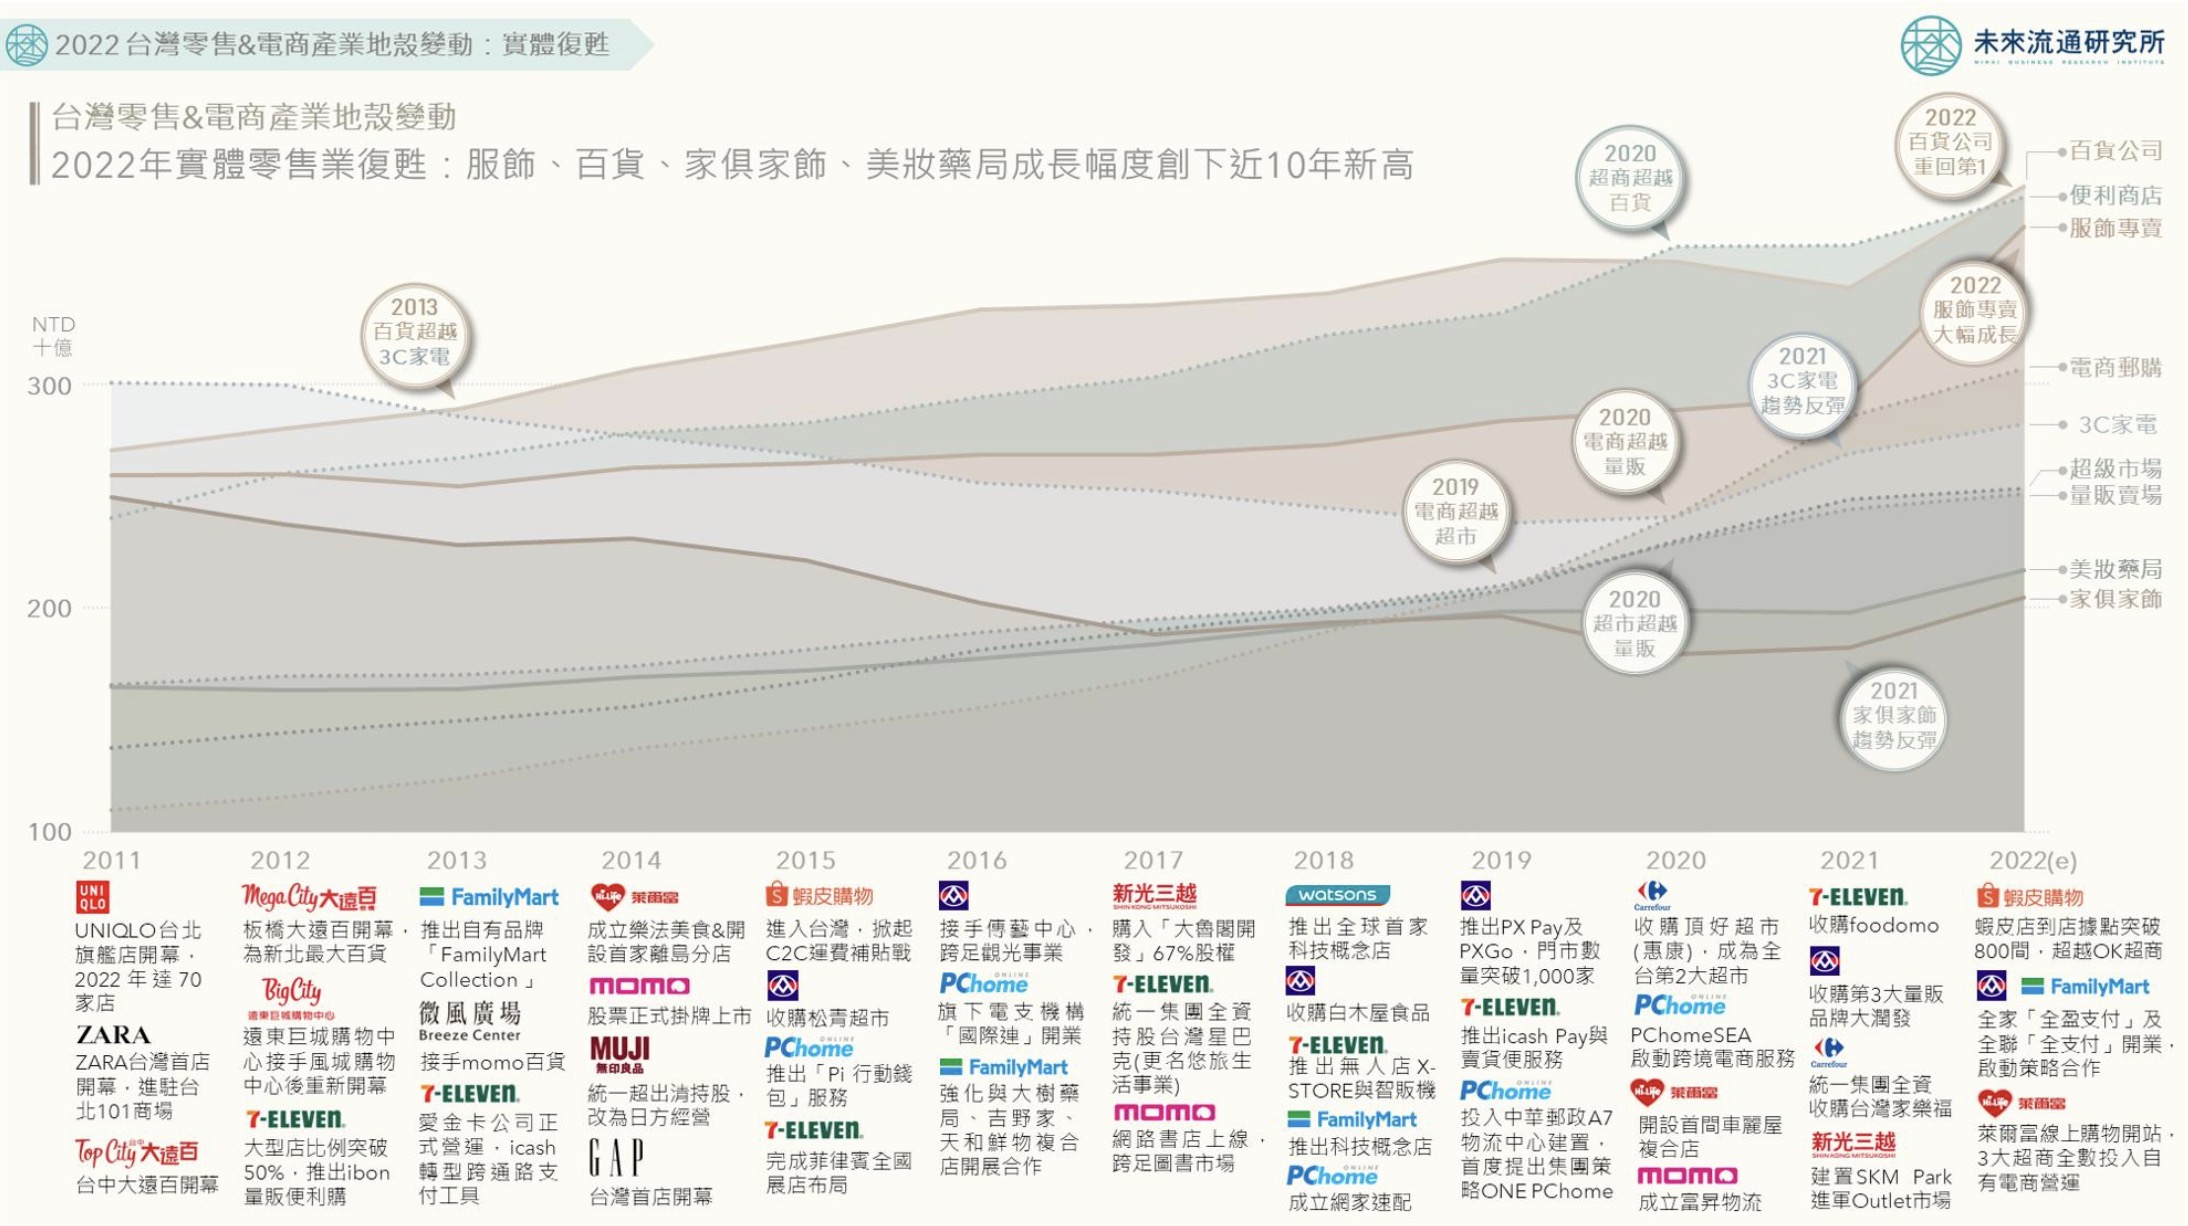 2022台灣零售&電商產業地殼變動：實體復甦
未來流通研究所
MIRAI BUSINESS RESEARCH INSTITUTE
台灣零售&電商產業地殼變動
2022年實體零售業復甦：服飾、百貨、家俱家飾、美妝藥局成長幅度創下近10年新高
2013
百貨超越
3C家電
2020
超商超越
百貨
2022
百貨公司
重回第1
2022
服飾專賣
大幅成長
2021
3C家電
趨勢反彈
2020
電商超越
量販
2019
電商超越
超市
2020
超市超越
量販
2021
家俱家飾
趨勢反彈
百貨公司
便利商店
服飾專賣
電商郵購
3C家電
超級市場
量販賣場
美妝藥局
家俱家飾
NTD
十億
300
200
100
2011
2012
2013
2014
2015
2016
2017
2018
2019
2020
2021
2022(e)
UNI
QLO
UNIQLO台北
旗艦店開幕，
2022年達70
家店
ZARA
ZARA台灣首店
開幕，進駐台
北101商場
Top City台中大遠百
台中大遠百開幕
Mega City大遠百
板橋大遠百開幕，
為新北最大百貨
Big City
遠東巨城購物中心
遠東巨城購物中
心接手風城購物
中心後重新開幕
7-ELEVEN
大型店比例突破
50%，推出ibon
量販便利購
FamilyMart
推出自有品牌
「FamilyMart
Collection」
微風廣場
Breeze Center
接手momo百貨
7-ELEVEN
愛金卡公司正
式營運，icash
轉型跨通路支
付工具
Hi-Life 萊爾富
成立樂法美食&開
設首家離島分店
momo
股票正式掛牌上市
MUJI
無印良品
統一超出清持股，
改為日方經營
GAP
台灣首店開幕
蝦皮購物
進入台灣，掀起
C2C運費補貼戰
收購松青超市
PChome ONLINE
推出「Pi 行動錢
包」服務
7-ELEVEN
完成菲律賓全國
展店布局
接手傳藝中心，
跨足觀光事業
PChome ONLINE
旗下電支機構
「國際連」開業
FamilyMart
強化與大樹藥
局、吉野家、
天和鮮物複合
店開展合作
新光三越
SHIN KONG MITSUKOSHI
購入「大魯閣開
發」67%股權
7-ELEVEN
統一集團全資
持股台灣星巴
克(更名悠旅生
活事業)
momo
網路書店上線，
跨足圖書市場
watsons
推出全球首家
科技概念店
收購白木屋食品
7-ELEVEN
推出無人店X-
STORE與智販機
FamilyMart
推出科技概念店
PChome ONLINE
成立網家速配
推出PX Pay及
PXGo，門市數
量突破1,000家
7-ELEVEN
推出icash Pay與
賣貨便服務
PChome ONLINE
投入中華郵政A7
物流中心建置，
首度提出集團策
略ONE PChome
Carrefour
收購頂好超市
(惠康)，成為全
台第2大超市
PChome ONLINE
PChomeSEA
啟動跨境電商服務
Hi-Life 萊爾富
開設首間車麗屋
複合店
momo
成立富昇物流
7-ELEVEN
收購foodomo
收購第3大量販
品牌大潤發
Carrefour
統一集團全資
收購台灣家樂福
新光三越
SHIN KONG MITSUKOSHI
建置SKM Park
進軍Outlet市場
蝦皮購物
蝦皮店到店據點突破
800間，超越OK超商
FamilyMart
全家「全盈支付」及
全聯「全支付」開業，
啟動策略合作
Hi-Life 萊爾富
萊爾富線上購物開站，
3大超商全數投入自
有電商營運